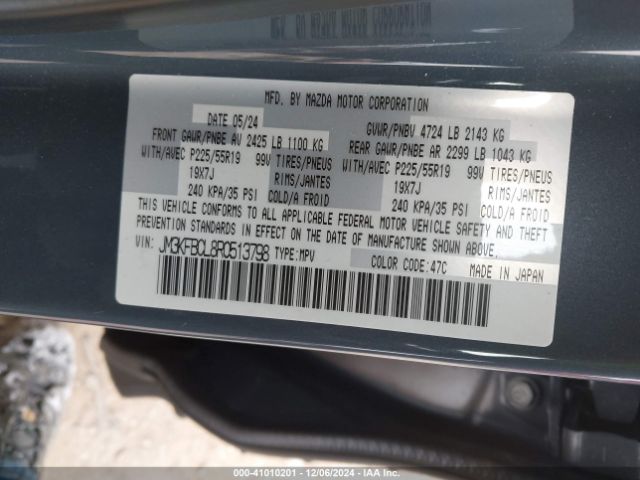 MFD. BY MAZDA MOTOR CORPORATION
DATE 05/24 GVWR/PNBV 4724 LB 2143 KG
FRONT GAWR/PNBE AV 2425 LB 1100 KG REAR GAWR/PNBE AR 2299 LB 1043 KG
WITH/AVEC P225/55R19 99V TIRES/PNEUS WITH/AVEC P225/55R19 99V TIRES/PNEUS
19X7J RIMS/JANTES 19X7J RIMS/JANTES
240 KPA/35 PSI COLD/A FROID 240 KPA/35 PSI COLD/A FROID
THIS VEHICLE CONFORMS TO ALL APPLICABLE FEDERAL MOTOR VEHICLE SAFETY AND THEFT
PREVENTION STANDARDS IN EFFECT ON THE DATE OF MANUFACTURE SHOWN ABOVE.
VIN: JM3KFBCL8R0513798 TYPE:MPV
COLOR CODE:47C MADE IN JAPAN
000-41010201 - 12/06/2024 - IAA Inc.